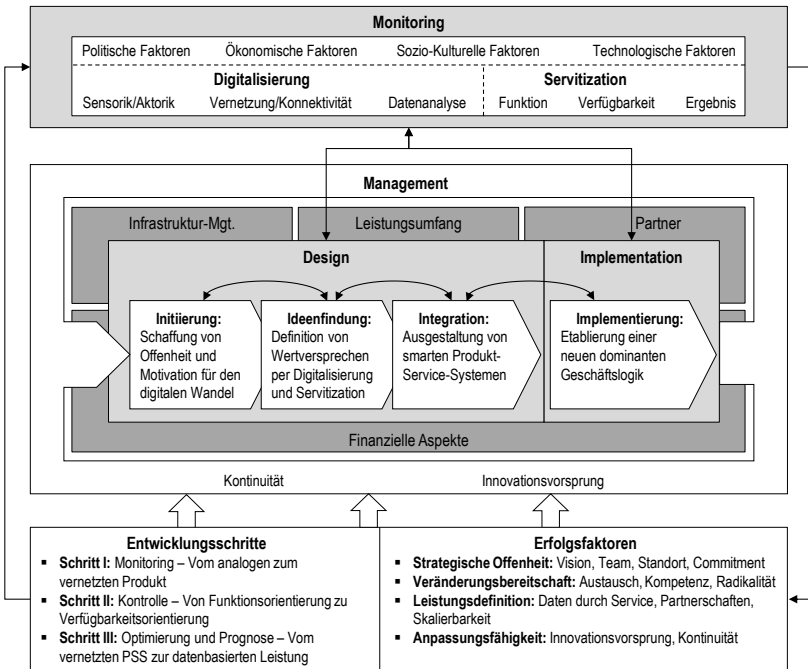 Monitoring
Politische Faktoren Ökonomische Faktoren Sozio-Kulturelle Faktoren Technologische Faktoren
Digitalisierung Servitization
Sensorik/Aktorik Vernetzung/Konnektivität Datenanalyse Funktion Verfügbarkeit Ergebnis
Management
Infrastruktur-Mgt. Leistungsumfang Partner
Design Implementation
Initiierung:
Schaffung von
Offenheit und
Motivation für den
digitalen Wandel
Ideenfindung:
Definition von
Wertversprechen
per Digitalisierung
und Servitization
Integration:
Ausgestaltung von
smarten Produkt-
Service-Systemen
Implementierung:
Etablierung einer
neuen dominanten
Geschäftslogik
Finanzielle Aspekte
Kontinuität Innovationsvorsprung
Entwicklungsschritte
▪ Schritt I: Monitoring – Vom analogen zum
vernetzten Produkt
▪ Schritt II: Kontrolle – Von Funktionsorientierung zu
Verfügbarkeitsorientierung
▪ Schritt III: Optimierung und Prognose – Vom
vernetzten PSS zur datenbasierten Leistung
Erfolgsfaktoren
▪ Strategische Offenheit: Vision, Team, Standort, Commitment
▪ Veränderungsbereitschaft: Austausch, Kompetenz, Radikalität
▪ Leistungsdefinition: Daten durch Service, Partnerschaften,
Skalierbarkeit
▪ Anpassungsfähigkeit: Innovationsvorsprung, Kontinuität